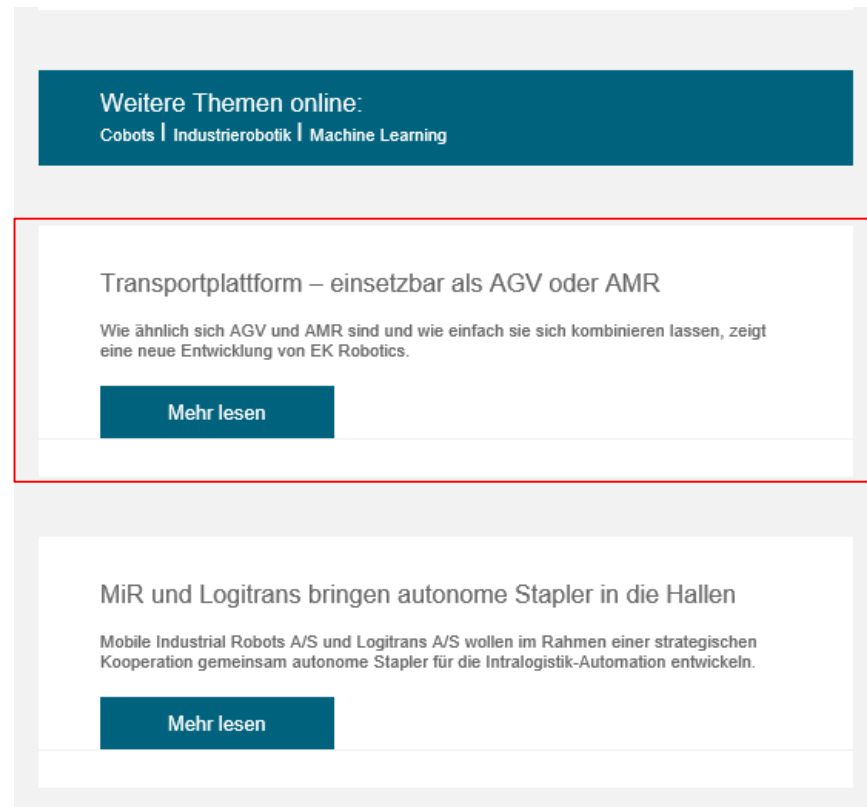 Weitere Themen online:
Cobots | Industrierobotik | Machine Learning
Transportplattform – einsetzbar als AGV oder AMR
Wie ähnlich sich AGV und AMR sind und wie einfach sie sich kombinieren lassen, zeigt
eine neue Entwicklung von EK Robotics.
Mehr lesen
MiR und Logitrans bringen autonome Stapler in die Hallen
Mobile Industrial Robots A/S und Logitrans A/S wollen im Rahmen einer strategischen
Kooperation gemeinsam autonome Stapler für die Intralogistik-Automation entwickeln.
Mehr lesen